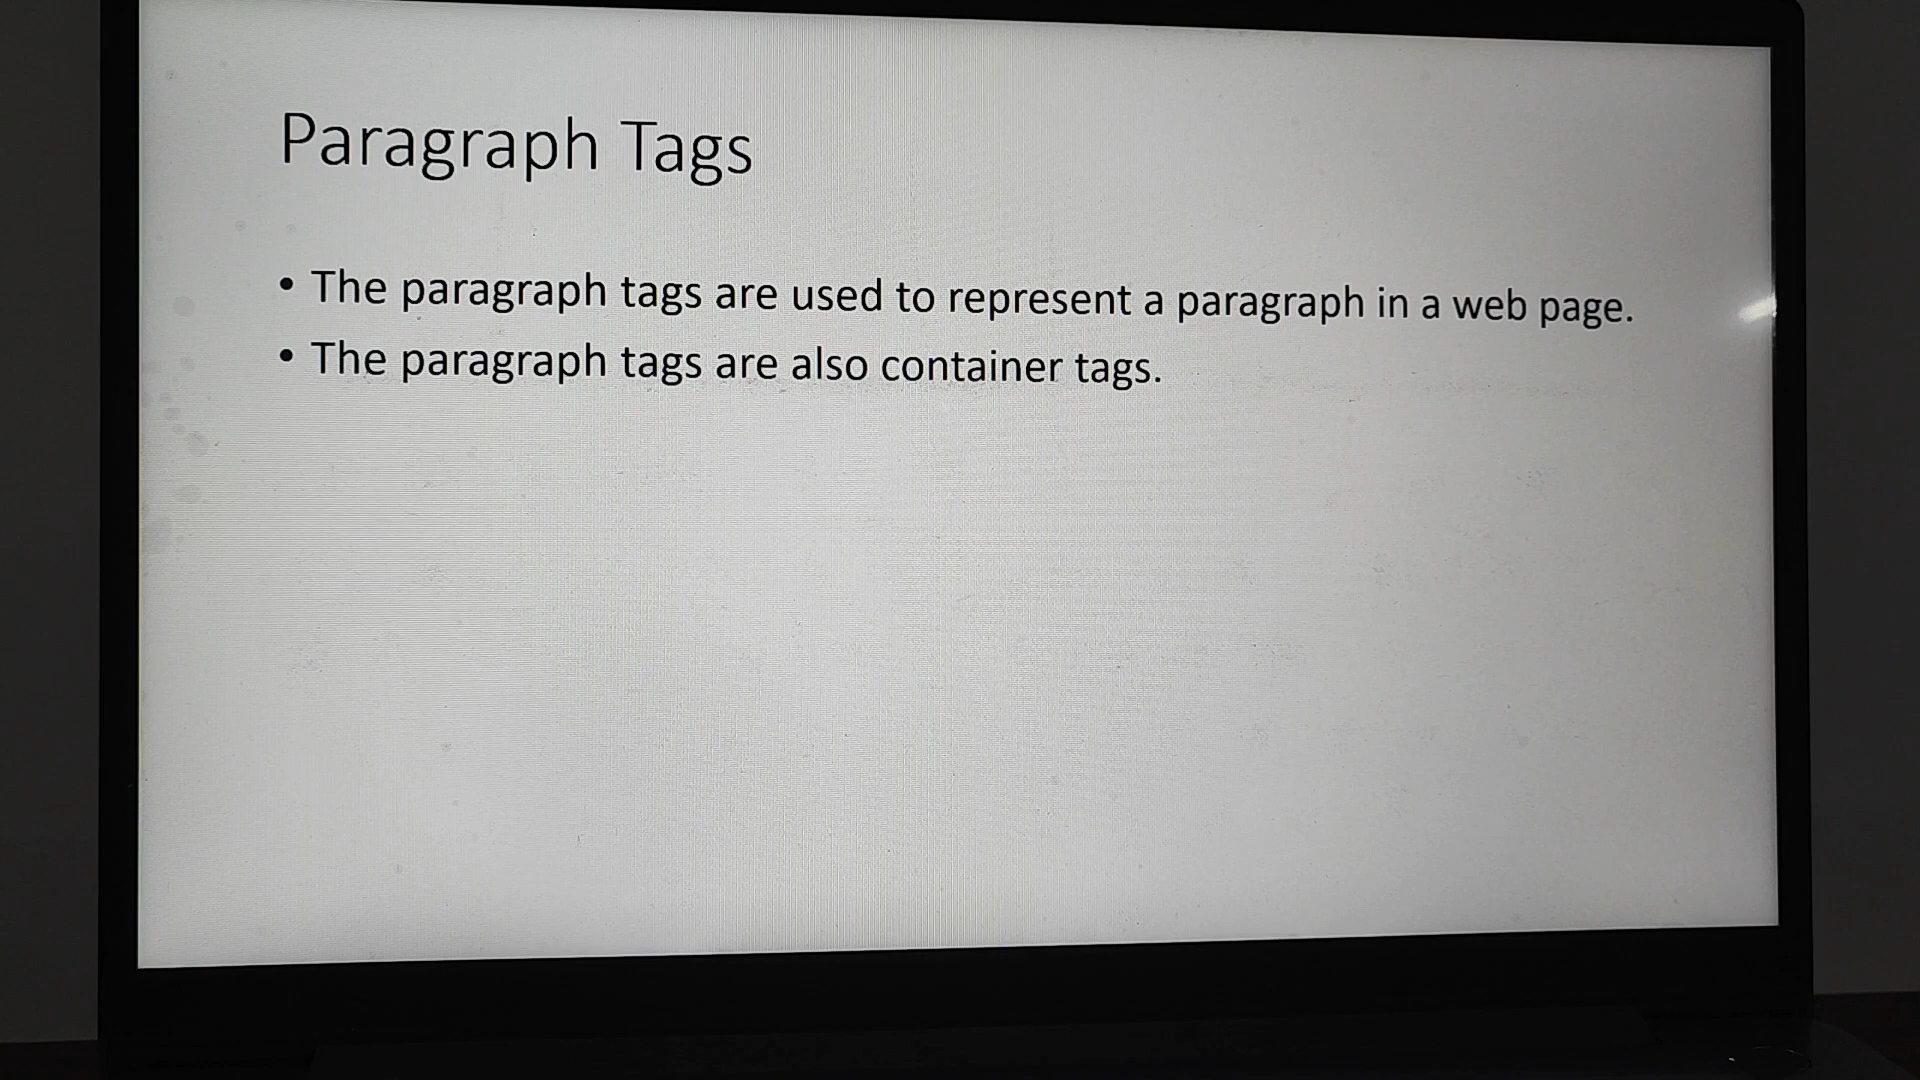 Paragraph Tags
• The paragraph tags are used to represent a paragraph in a web page.
• The paragraph tags are also container tags.